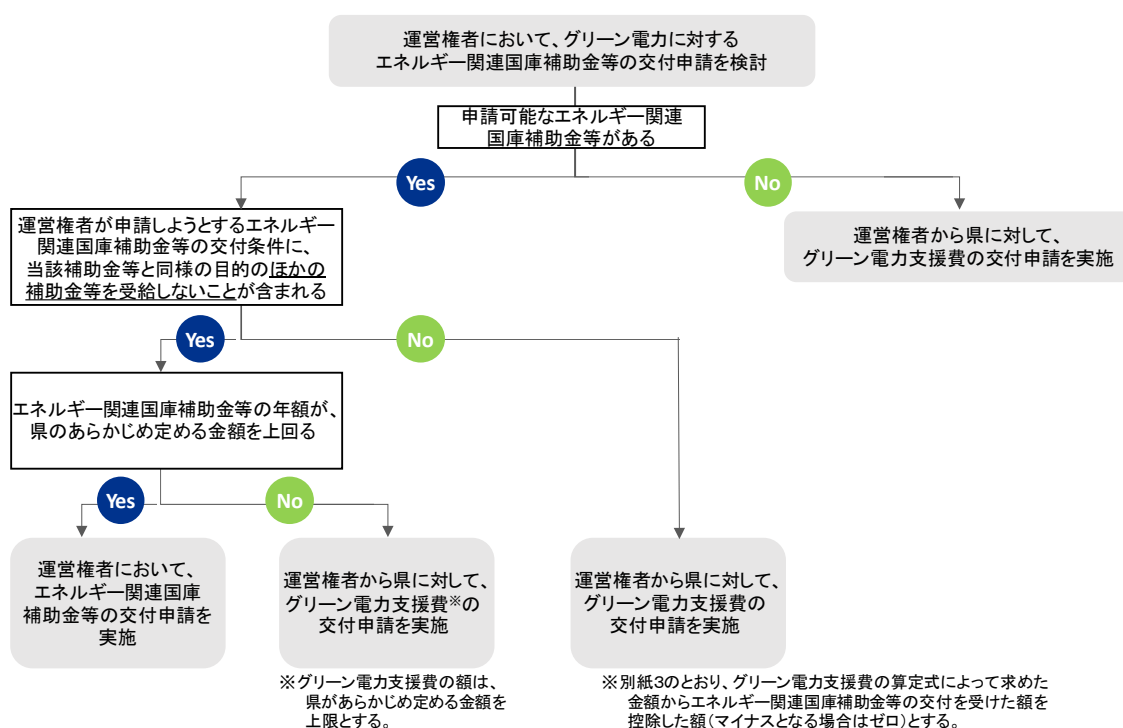 運営権者において、グリーン電力に対する
エネルギー関連国庫補助金等の交付申請を検討
申請可能なエネルギー関連
国庫補助金等がある
Yes
No
運営権者が申請しようとするエネルギー
関連国庫補助金等の交付条件に、
当該補助金等と同様の目的のほかの
補助金等を受給しないことが含まれる
運営権者から県に対して、
グリーン電力支援費の交付申請を実施
Yes
No
エネルギー関連国庫補助金等の年額が、
県のあらかじめ定める金額を上回る
Yes
No
運営権者において、
エネルギー関連国庫
補助金等の交付申請を
実施
運営権者から県に対して、
グリーン電力支援費※の
交付申請を実施
運営権者から県に対して、
グリーン電力支援費の
交付申請を実施
※グリーン電力支援費の額は、
県があらかじめ定める金額を
上限とする。
※別紙3のとおり、グリーン電力支援費の算定式によって求めた
金額からエネルギー関連国庫補助金等の交付を受けた額を
控除した額(マイナスとなる場合はゼロ)とする。